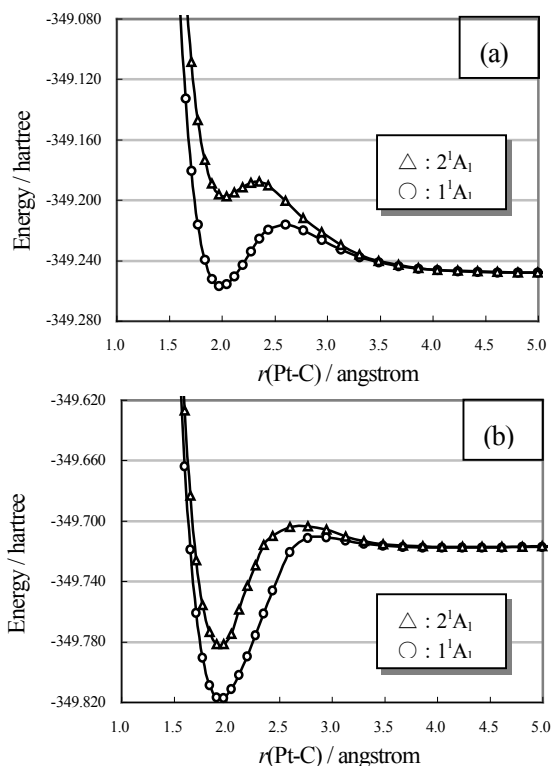 -349.080
(a)
-349.120
-349.160
△ : 2¹A₁
○ : 1¹A₁
-349.200
-349.240
-349.280
Energy / hartree
1.0 1.5 2.0 2.5 3.0 3.5 4.0 4.5 5.0
r(Pt-C) / angstrom
-349.620
(b)
-349.660
-349.700
-349.740
△ : 2¹A₁
○ : 1¹A₁
-349.780
-349.820
Energy / hartree
1.0 1.5 2.0 2.5 3.0 3.5 4.0 4.5 5.0
r(Pt-C) / angstrom